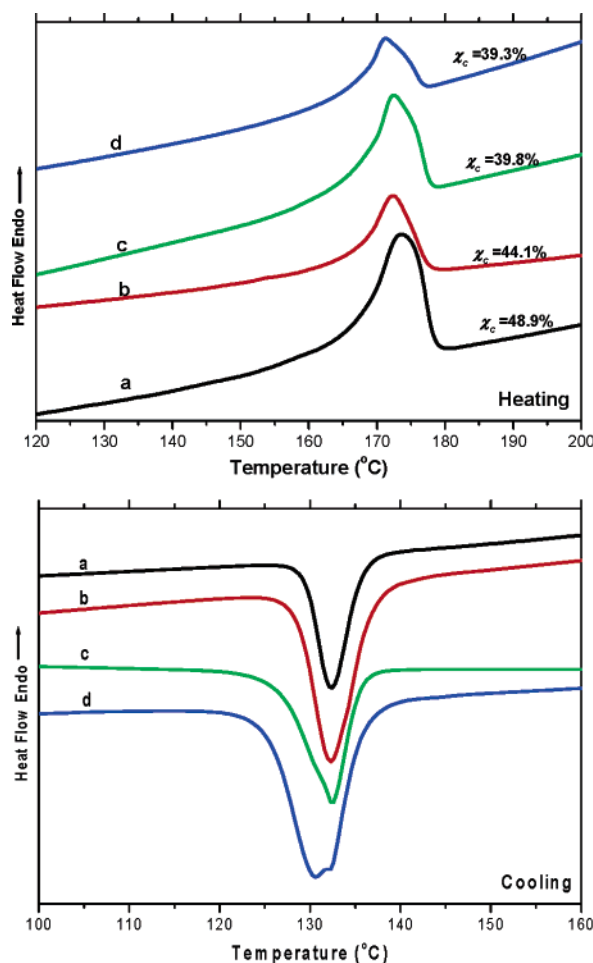 χc =39.3%
d
χc =39.8%
c
χc =44.1%
b
χc =48.9%
a
Heating
Heat Flow Endo
120 130 140 150 160 170 180 190 200
Temperature (°C)
a
b
c
d
Heat Flow Endo
Cooling
100 110 120 130 140 150 160
Temperature (°C)